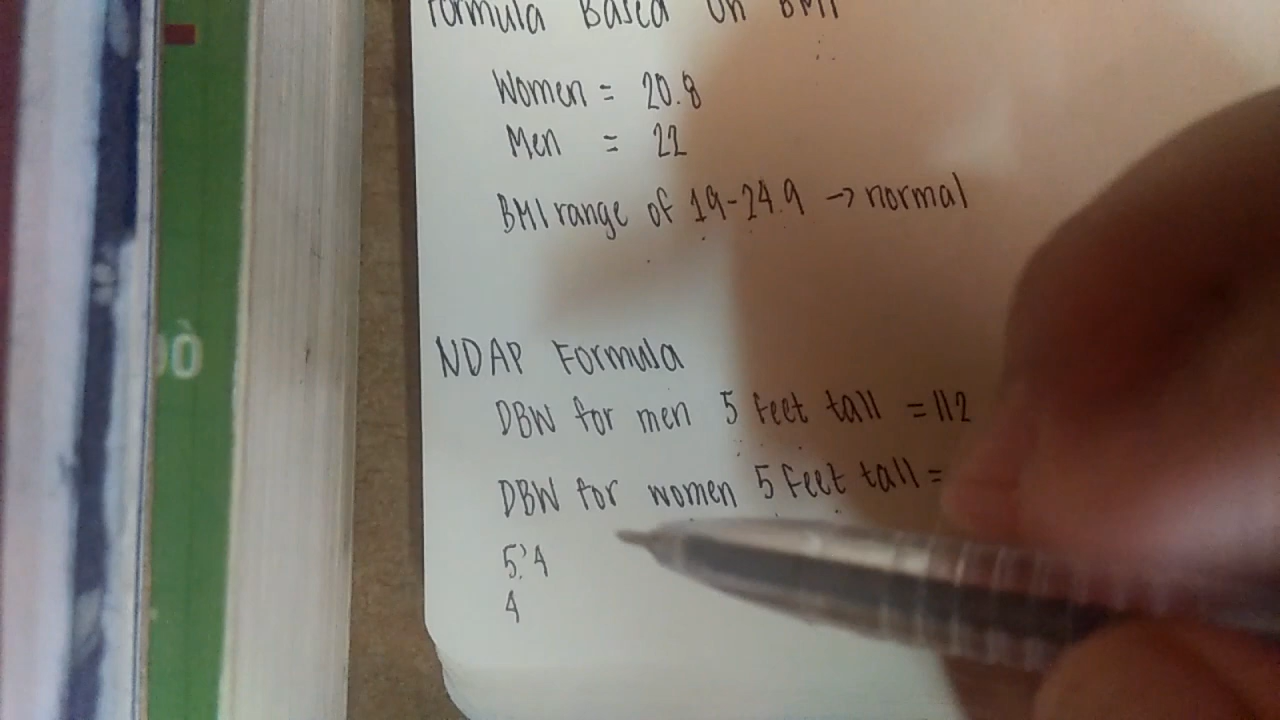 Formula Based on BMI
Women = 20.8
Men = 22
BMI range of 19-24.9 → normal
NDAP Formula
DBW for men 5 feet tall = 112
DBW for women 5 feet tall =
5'4
4